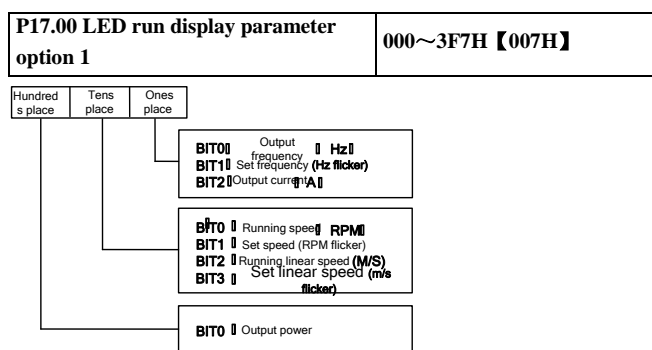 P17.00 LED run display parameter
option 1
000～3F7H【007H】
Hundred
s place
Tens
place
Ones
place
BIT0 Output frequency Hz
BIT1 Set frequency (Hz flicker)
BIT2 Output current A
BIT0 Running speed RPM
BIT1 Set speed (RPM flicker)
BIT2 Running linear speed (M/S)
BIT3 Set linear speed (m/s
flicker)
BIT0 Output power